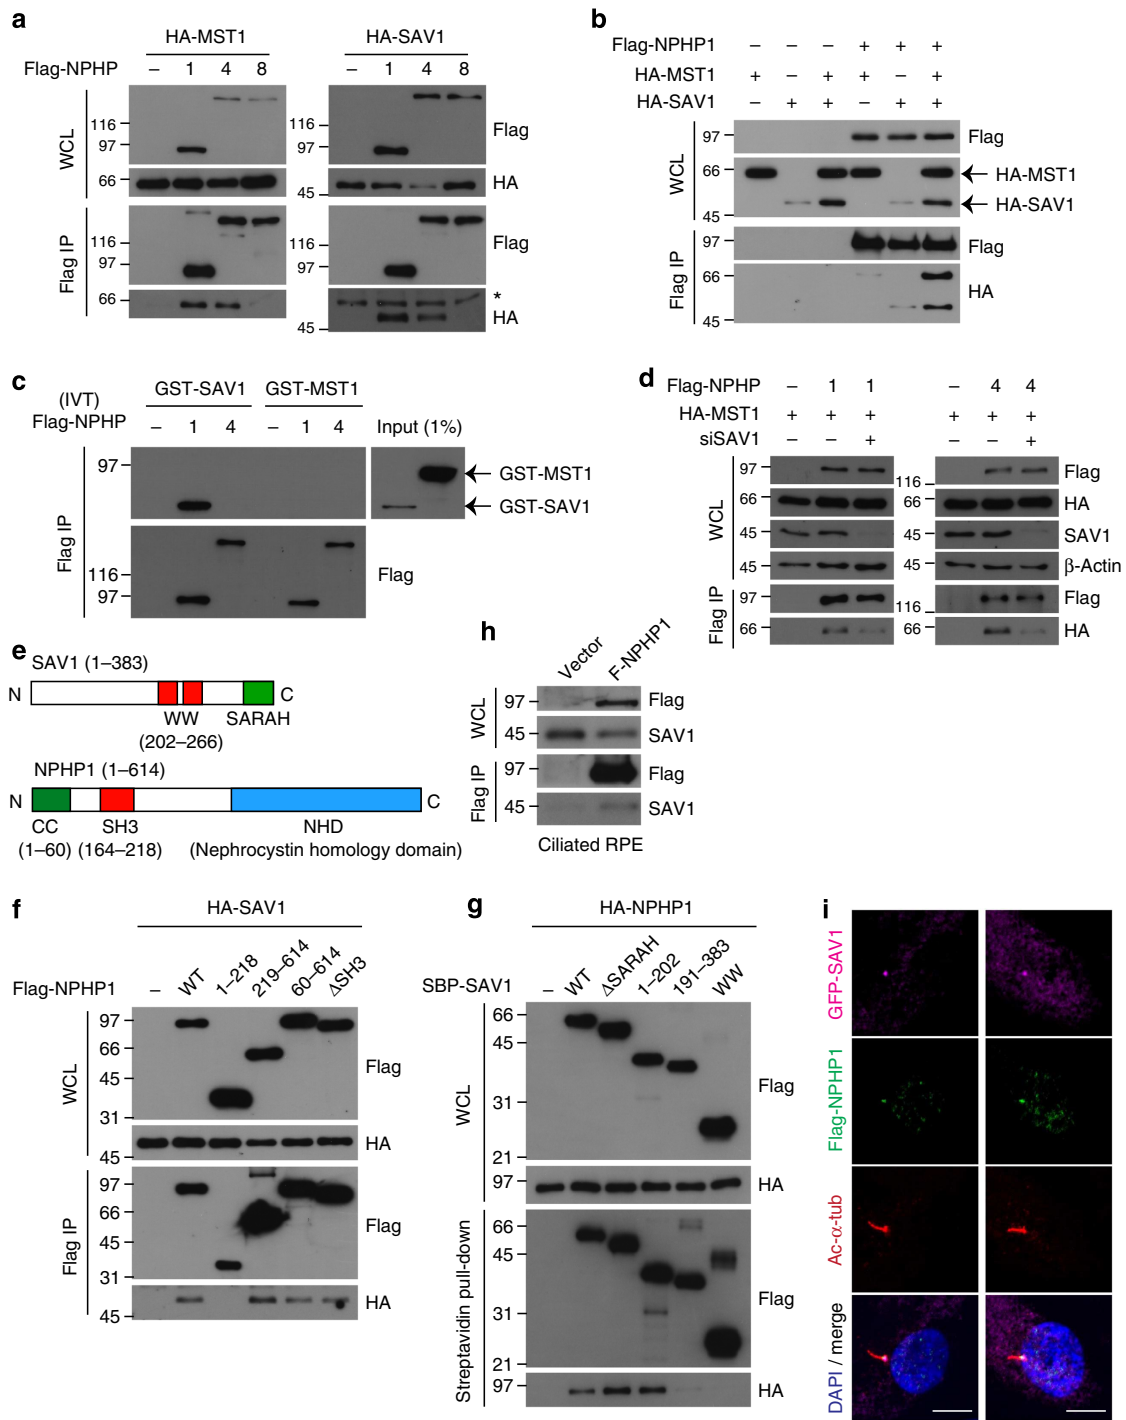 a
HA-MST1
HA-SAV1
Flag-NPHP – 1 4 8 – 1 4 8
WCL
116
97
66
116
97
45
Flag
HA
Flag IP
116
97
66
116
97
45
Flag
*
HA
b
Flag-NPHP1 – – – + + +
HA-MST1 + – + + – +
HA-SAV1 – + + – + +
WCL
97
66
45
Flag
HA-MST1
HA-SAV1
Flag IP
97
66
45
Flag
HA
c
(IVT)
GST-SAV1 GST-MST1
Flag-NPHP – 1 4 – 1 4 Input (1%)
Flag IP
97
GST-MST1
GST-SAV1
116
97
Flag
d
Flag-NPHP – 1 1 – 4 4
HA-MST1 + + + + + +
siSAV1 – – + – – +
WCL
97
116
Flag
66
66
HA
45
45
SAV1
45
45
β-Actin
Flag IP
97
116
Flag
66
66
HA
e
SAV1 (1–383)
N
C
WW
SARAH
(202–266)
NPHP1 (1–614)
N
C
CC
SH3
NHD
(1–60) (164–218) (Nephrocystin homology domain)
h
Vector
F-NPHP1
WCL
97
Flag
45
SAV1
Flag IP
97
Flag
45
SAV1
Ciliated RPE
f
HA-SAV1
Flag-NPHP1 – WT 1–218 219–614 60–614 ΔSH3
WCL
97
66
45
31
Flag
45
HA
Flag IP
97
66
45
31
Flag
45
HA
g
HA-NPHP1
SBP-SAV1 – WT ΔSARAH 1–202 191–383 WW
WCL
66
45
31
21
Flag
97
HA
Streptavidin pull-down
66
45
31
21
Flag
97
HA
i
GFP-SAV1
Flag-NPHP1
Ac-α-tub
DAPI / merge